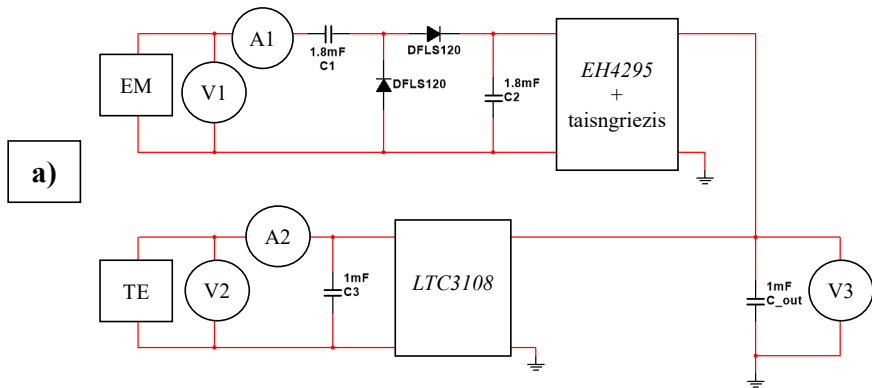 A1
1.8mF
C1
DFLS120
EM
V1
DFLS120
1.8mF
C2
EH4295
+
taisngriezis
a)
A2
TE
V2
1mF
C3
LTC3108
1mF
C_out
V3